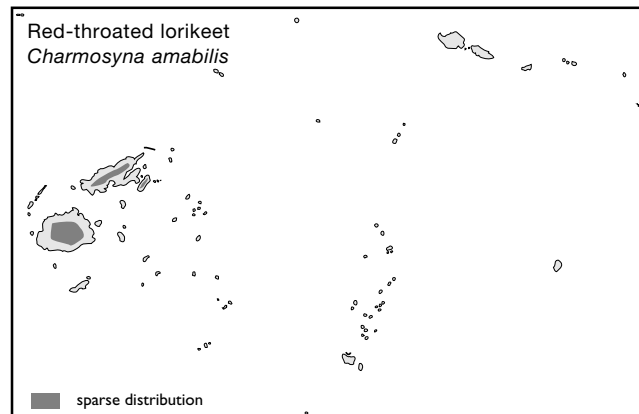 Red-throated lorikeet
Charmosyna amabilis
sparse distribution